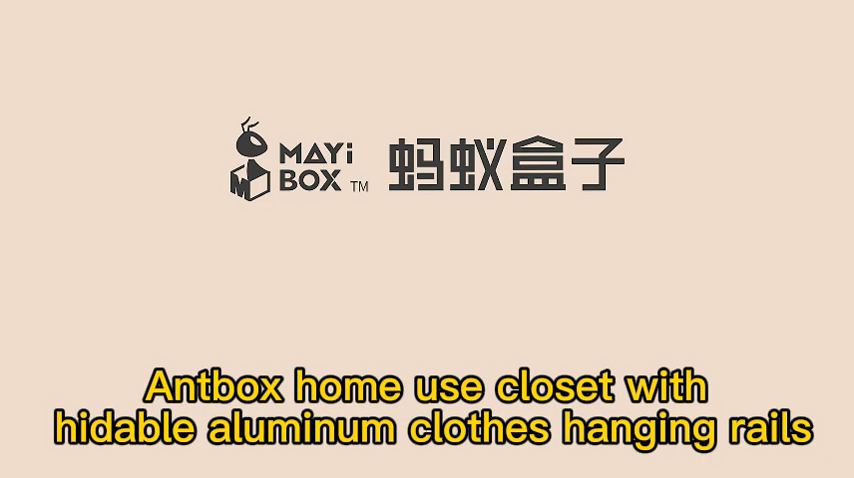 MAYi
BOX TM
蚂蚁盒子
Antbox home use closet with
hidable aluminum clothes hanging rails